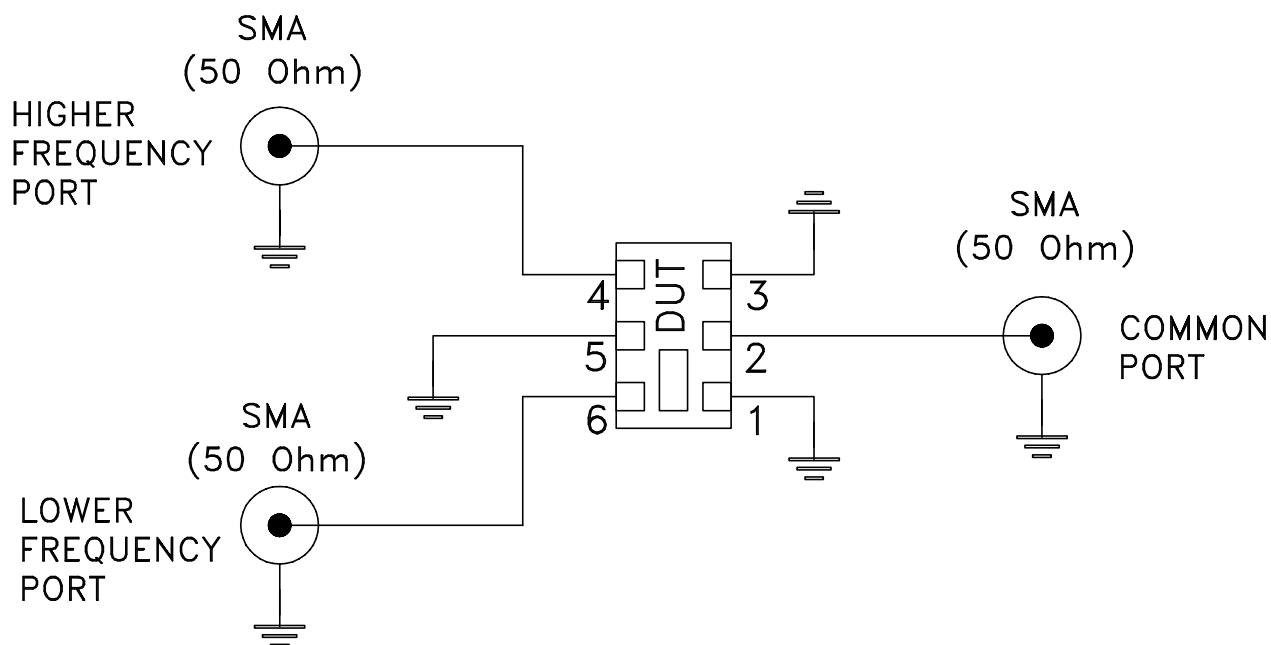 SMA
(50 Ohm)
HIGHER
FREQUENCY
PORT
SMA
(50 Ohm)
COMMON
PORT
DUT
4
3
5
2
6
1
SMA
(50 Ohm)
LOWER
FREQUENCY
PORT